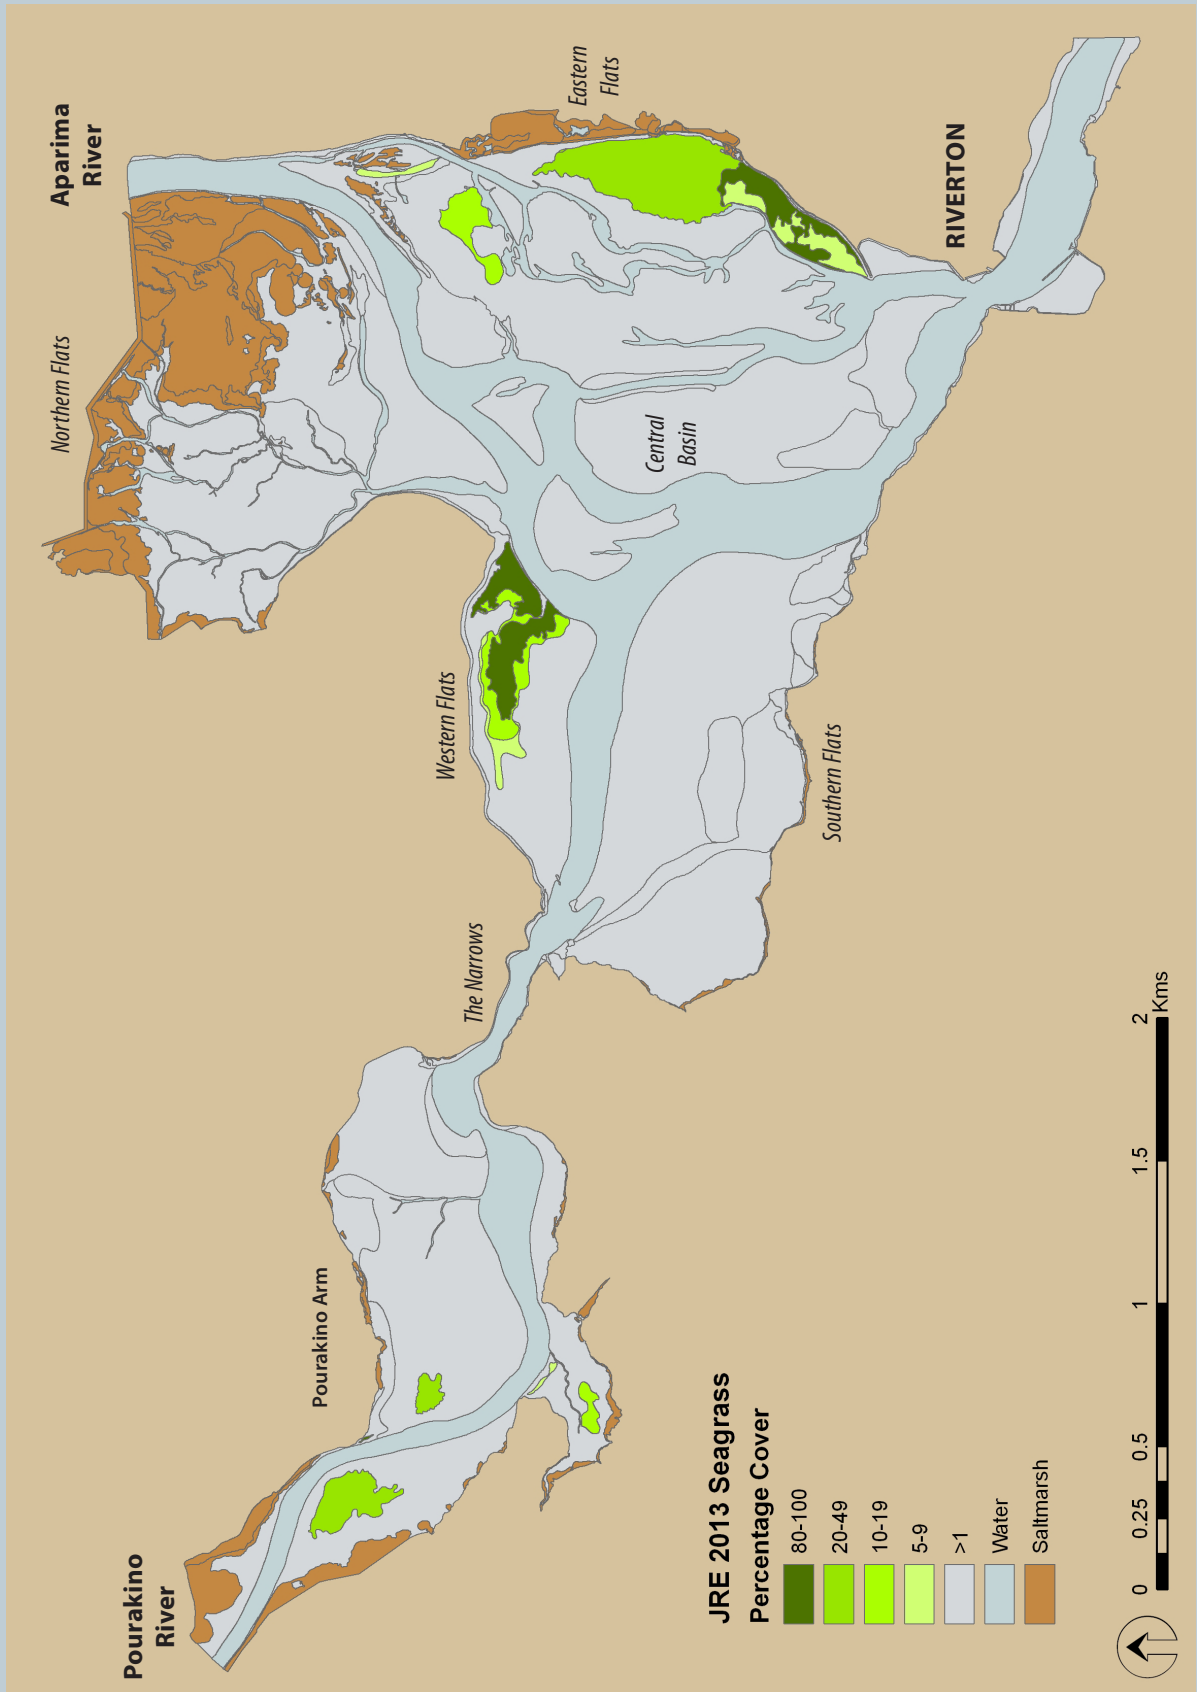 Pourakino
River
Pourakino Arm
The Narrows
Western Flats
Northern Flats
Aparima
River
Eastern
Flats
Central
Basin
Southern Flats
RIVERTON
JRE 2013 Seagrass
Percentage Cover
80-100
20-49
10-19
5-9
>1
Water
Saltmarsh
0 0.25 0.5 1 1.5 2
Kms